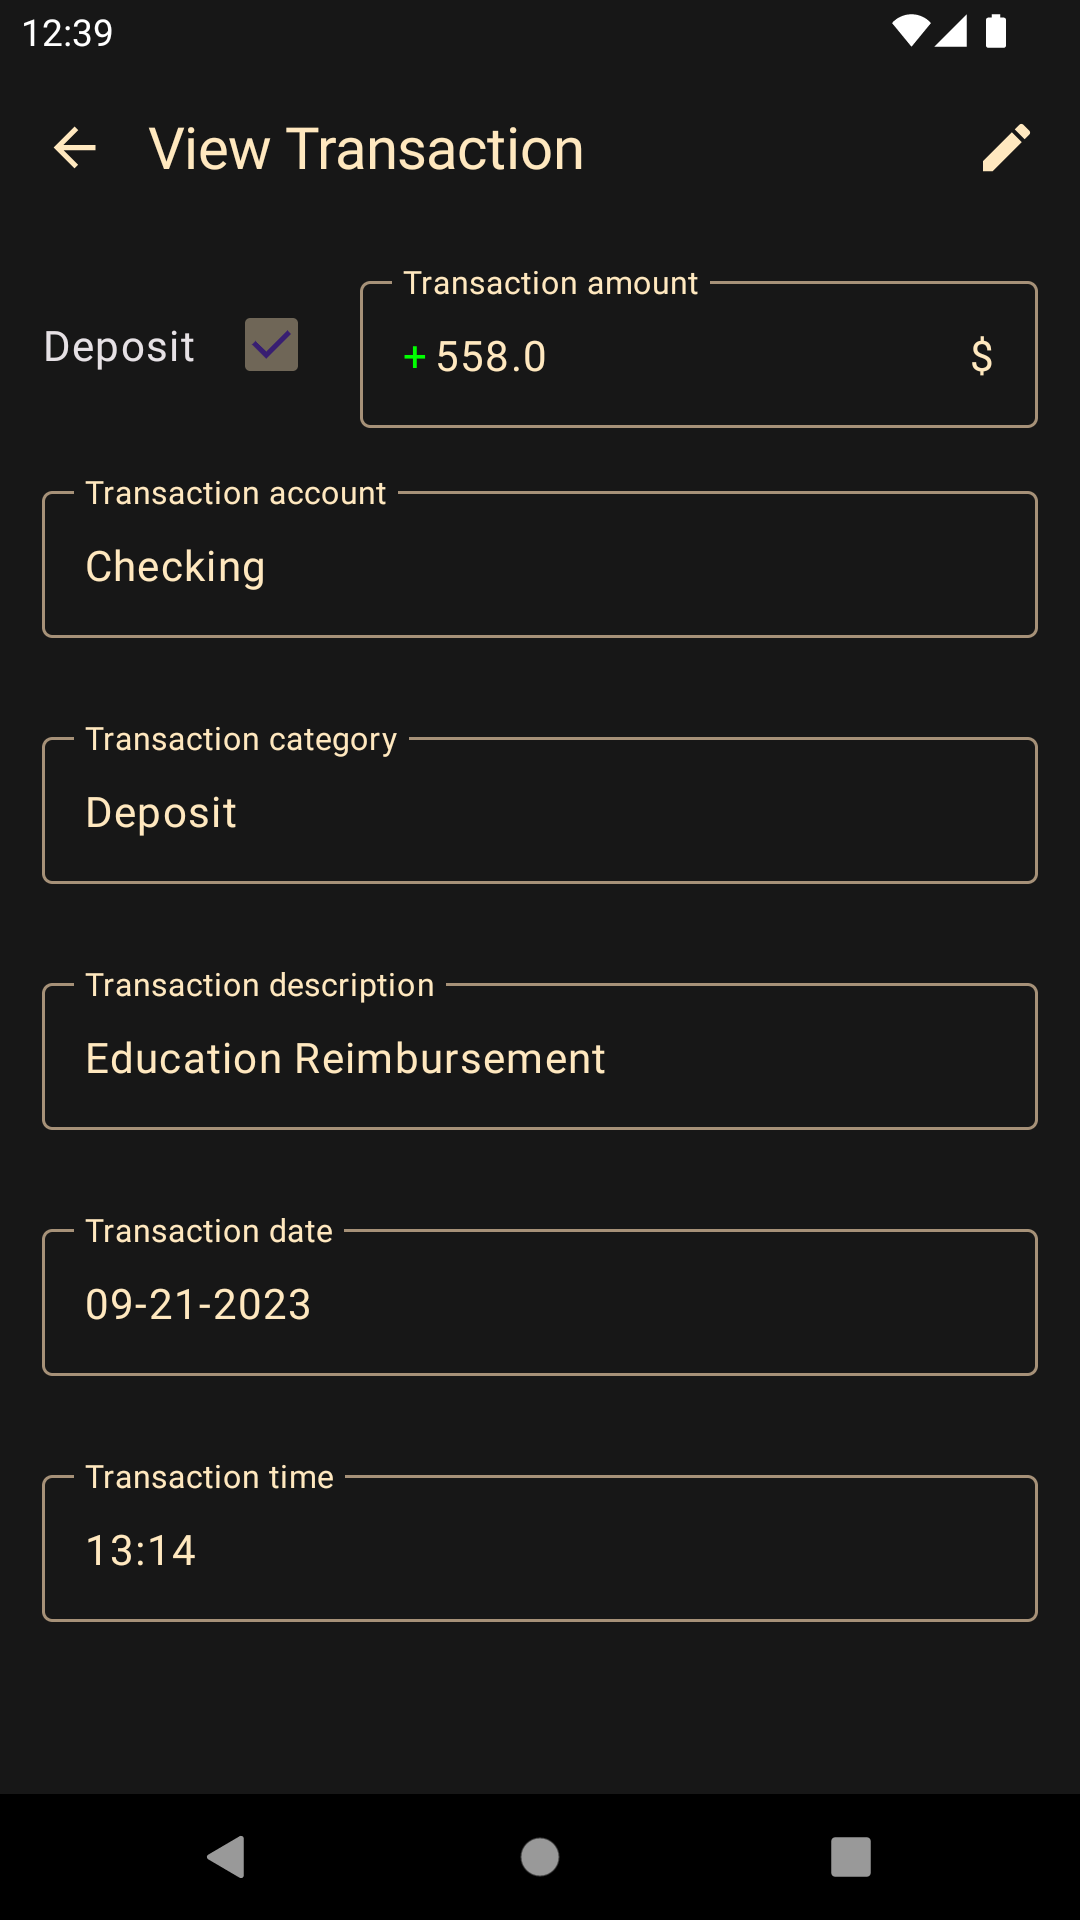 12:39
View Transaction
Transaction amount
Deposit
+ 558.0 $
Transaction account
Checking
Transaction category
Deposit
Transaction description
Education Reimbursement
Transaction date
09-21-2023
Transaction time
13:14